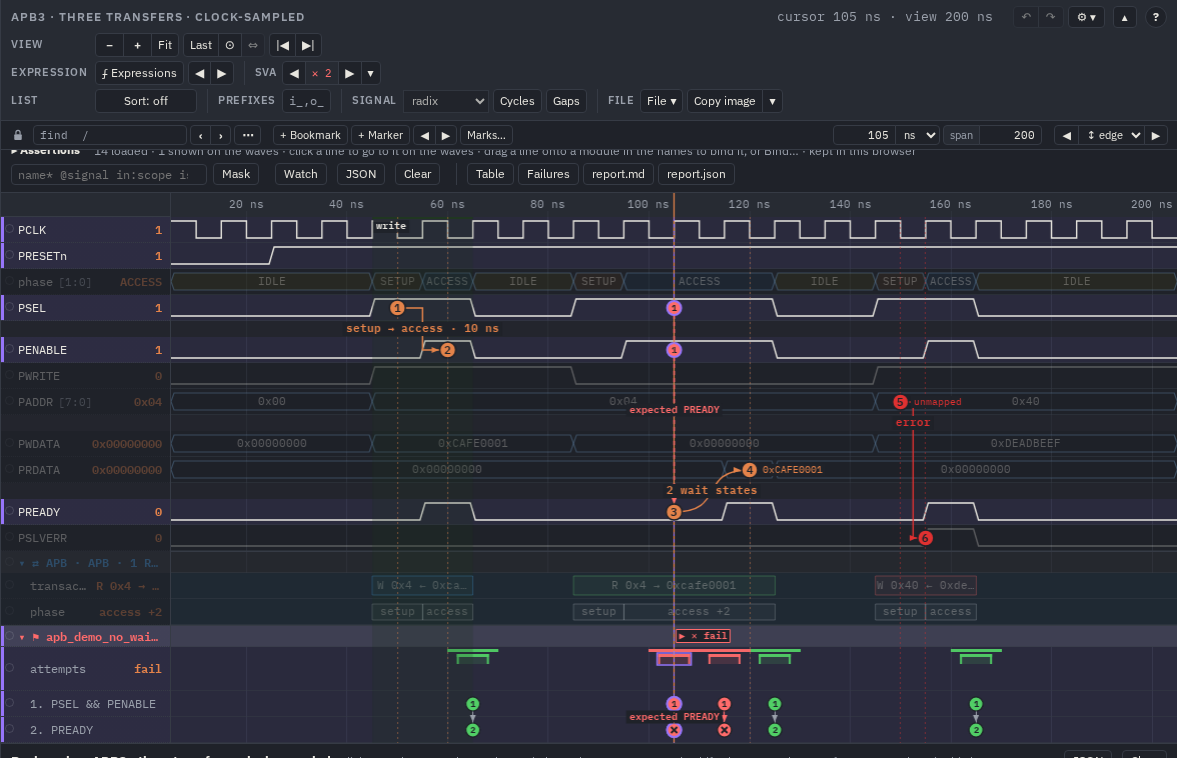 APB3 · THREE TRANSFERS · CLOCK-SAMPLED cursor 105 ns · view 200 ns ↶ ↷ ⚙ ▾ ▴ ?
VIEW − + Fit Last ⊙ ⇔ |◀ ▶|
EXPRESSION ⨍ Expressions ◀ ▶ SVA ◀ × 2 ▶ ▾
LIST Sort: off PREFIXES i_,o_ SIGNAL radix Cycles Gaps FILE File ▾ Copy image ▾
find / ‹ › ··· + Bookmark + Marker ◀ ▶ Marks... 105 ns span 200 ◀ ↕ edge ▶
▸ Assertions 14 loaded · 1 shown on the waves · click a line to go to it on the waves · drag a line onto a module in the names to bind it, or Bind... · kept in this browser
name* @signal in:scope Mask Watch JSON Clear Table Failures report.md report.json
20 ns 40 ns 60 ns 80 ns 100 ns 120 ns 140 ns 160 ns 180 ns 200 ns
PCLK 1 write
PRESETn 1
phase [1:0] ACCESS IDLE SETUP ACCESS IDLE SETUP ACCESS IDLE SETUP ACCESS IDLE
PSEL 1 1 1
setup → access · 10 ns
PENABLE 1 2 1
PWRITE 0
PADDR [7:0] 0x04 0x00 0x04 5 unmapped 0x40
expected PREADY
error
PWDATA 0x00000000 0x00000000 0xCAFE0001 0x00000000 0xDEADBEEF
PRDATA 0x00000000 0x00000000 4 0xCAFE0001 0x00000000
2 wait states
PREADY 0 3
PSLVERR 0 6
▾ ⇄ APB · APB · 1 R…
transac… R 0x4 → … W 0x4 ← 0xca… R 0x4 → 0xcafe0001 W 0x40 ← 0xde…
phase access +2 setup access setup access +2 setup access
▾ ⚑ apb_demo_no_wai… ▶ × fail
attempts fail
1. PSEL && PENABLE 1 1 1 1 1
expected PREADY
2. PREADY 2 × × 2 2